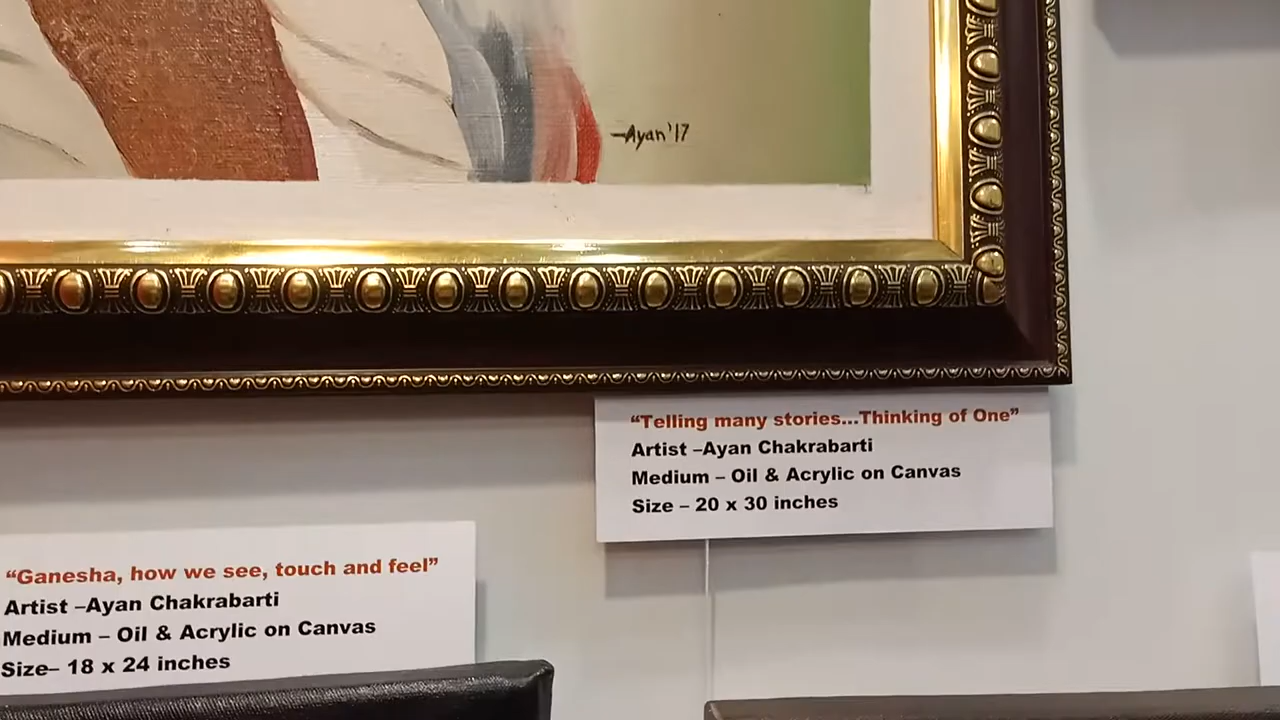 Ayan'17
“Telling many stories...Thinking of One”
Artist –Ayan Chakrabarti
Medium – Oil & Acrylic on Canvas
Size – 20 x 30 inches
“Ganesha, how we see, touch and feel”
Artist –Ayan Chakrabarti
Medium – Oil & Acrylic on Canvas
Size– 18 x 24 inches